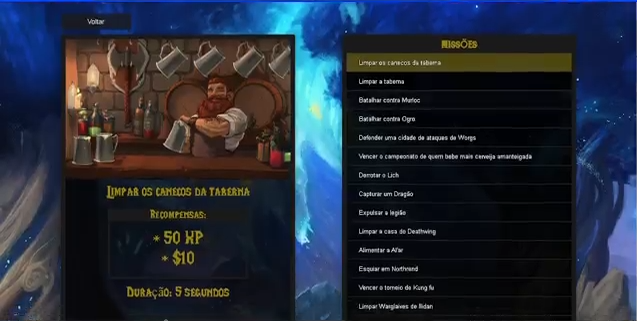 Voltar
Limpar os canecos da taberna
Recompensas:
* 50 XP
* $10
Duração: 5 segundos
Missões
Limpar os canecos da taberna
Limpar a taberna
Batalhar contra Murloc
Batalhar contra Ogro
Defender uma cidade de ataques de Worgs
Vencer o campeonato de quem bebe mais cerveja amanteigada
Derrotar o Lich
Capturar um Dragão
Expulsar a legião
Limpar a casa do Deathwing
Alimentar a Al'ar
Esquiar em Northrend
Vencer o torneio de Kung fu
Limpar Warglaives de Illidan